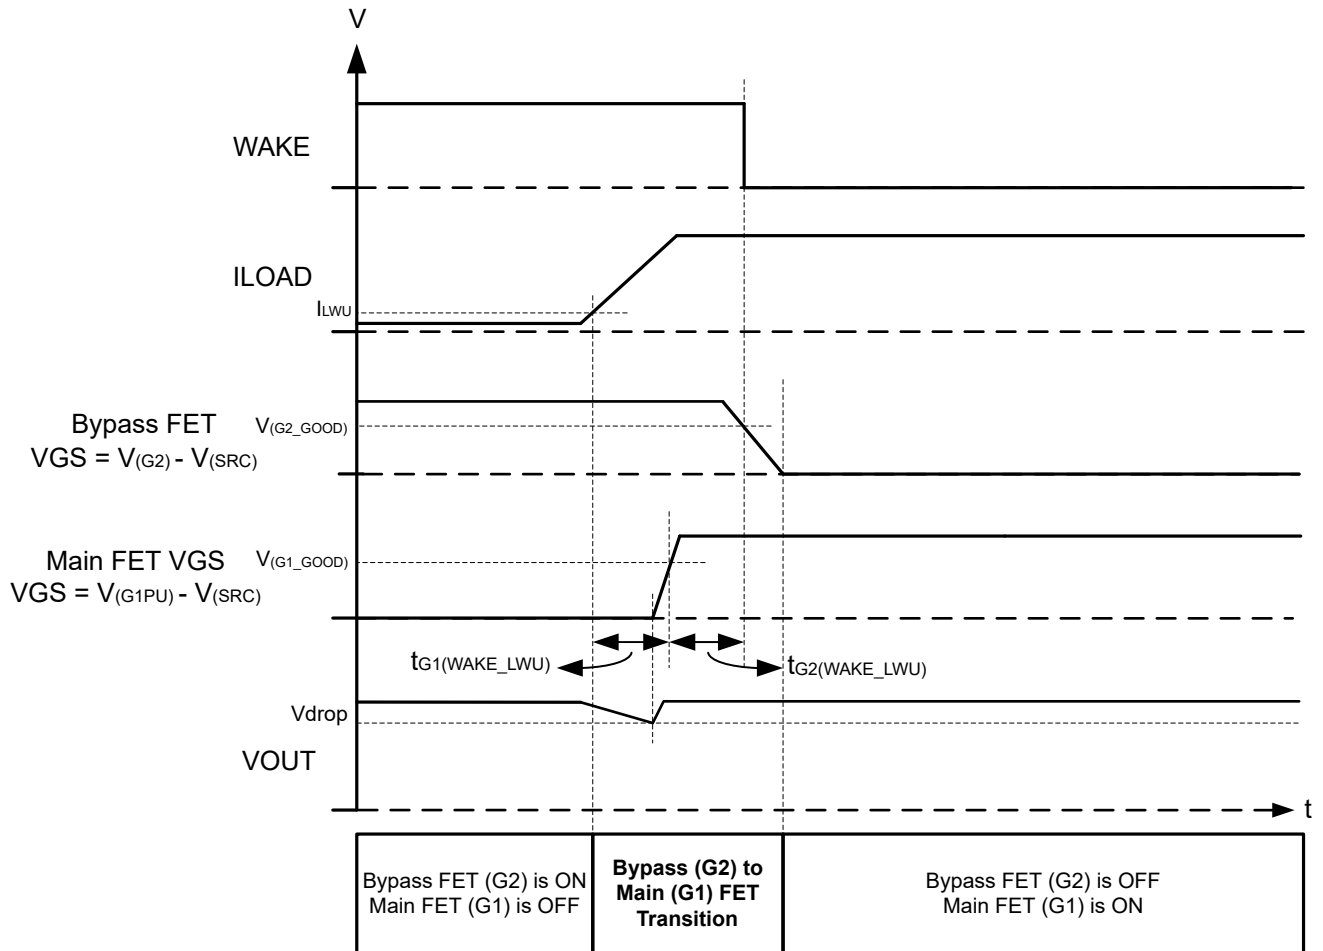 V
WAKE
ILOAD
ILWU
Bypass FET
VGS = V(G2) - V(SRC)
V(G2_GOOD)
Main FET VGS
VGS = V(G1PU) - V(SRC)
V(G1_GOOD)
tG1(WAKE_LWU)
tG2(WAKE_LWU)
Vdrop
VOUT
t
Bypass FET (G2) is ON
Main FET (G1) is OFF
Bypass (G2) to
Main (G1) FET
Transition
Bypass FET (G2) is OFF
Main FET (G1) is ON